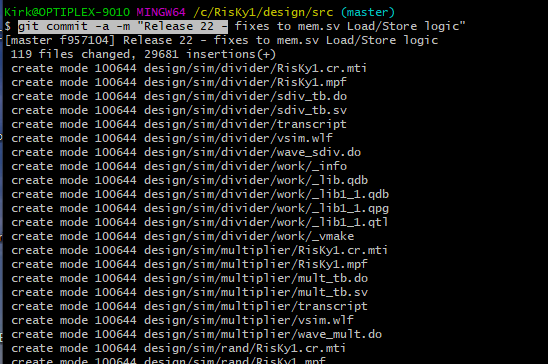 Kirk@OPTIPLEX-9010 MINGW64 /c/RisKy1/design/src (master)
$ git commit -a -m "Release 22 - fixes to mem.sv Load/Store logic"
[master f957104] Release 22 - fixes to mem.sv Load/Store logic
119 files changed, 29681 insertions(+)
create mode 100644 design/sim/divider/RisKy1.cr.mti
create mode 100644 design/sim/divider/RisKy1.mpf
create mode 100644 design/sim/divider/sdiv_tb.do
create mode 100644 design/sim/divider/sdiv_tb.sv
create mode 100644 design/sim/divider/transcript
create mode 100644 design/sim/divider/vsim.wlf
create mode 100644 design/sim/divider/wave_sdiv.do
create mode 100644 design/sim/divider/work/_info
create mode 100644 design/sim/divider/work/_lib.qdb
create mode 100644 design/sim/divider/work/_lib1_1.qdb
create mode 100644 design/sim/divider/work/_lib1_1.qpg
create mode 100644 design/sim/divider/work/_lib1_1.qtl
create mode 100644 design/sim/divider/work/_vmake
create mode 100644 design/sim/multiplier/RisKy1.cr.mti
create mode 100644 design/sim/multiplier/RisKy1.mpf
create mode 100644 design/sim/multiplier/mult_tb.do
create mode 100644 design/sim/multiplier/mult_tb.sv
create mode 100644 design/sim/multiplier/transcript
create mode 100644 design/sim/multiplier/vsim.wlf
create mode 100644 design/sim/multiplier/wave_mult.do
create mode 100644 design/sim/rand/RisKy1.cr.mti
create mode 100644 design/sim/rand/RisKy1.mpf